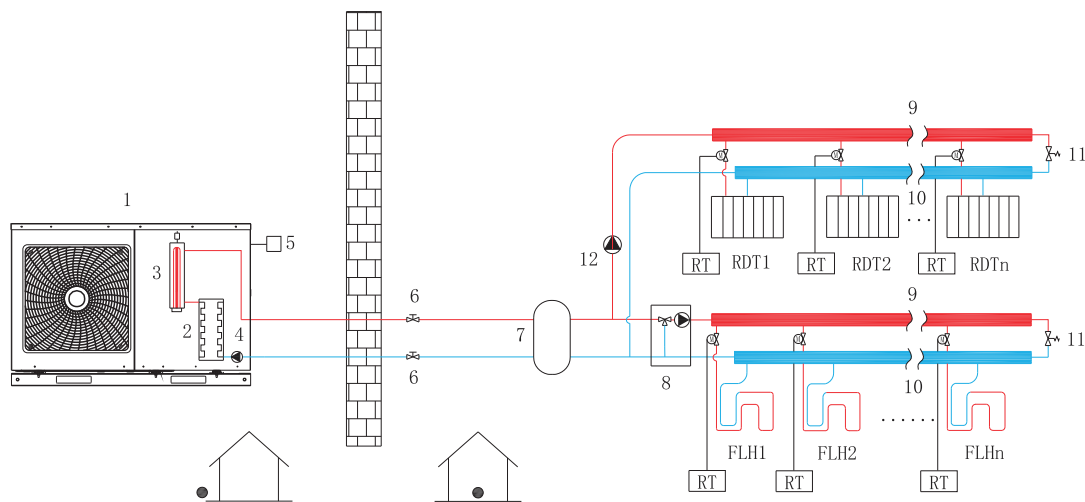 1
5
3
2
4
6
6
7
12
8
9
11
10
RT
RDT1
RT
RDT2
. . . .
RT
RDTn
9
11
10
FLH1
FLH2
. . . . . .
FLHn
RT
RT
RT
M
M
M
M
M
M